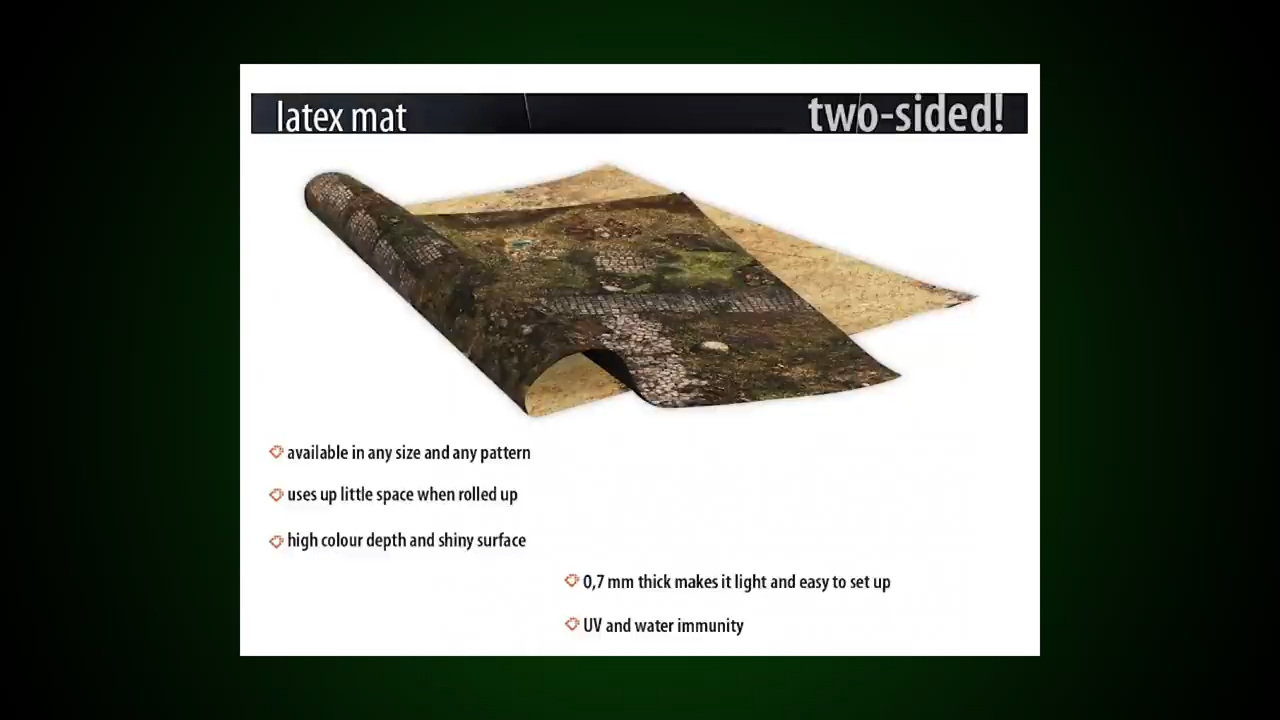 latex mat
two-sided!
available in any size and any pattern
uses up little space when rolled up
high colour depth and shiny surface
0,7 mm thick makes it light and easy to set up
UV and water immunity